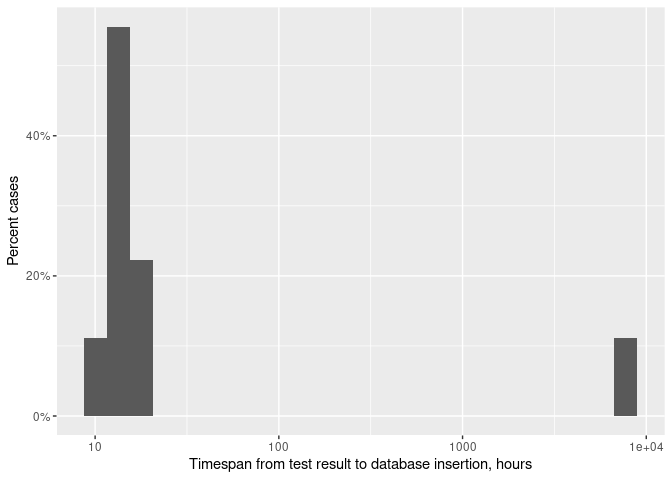 Percent cases
40%
20%
0%
10 100 1000 1e+04
Timespan from test result to database insertion, hours